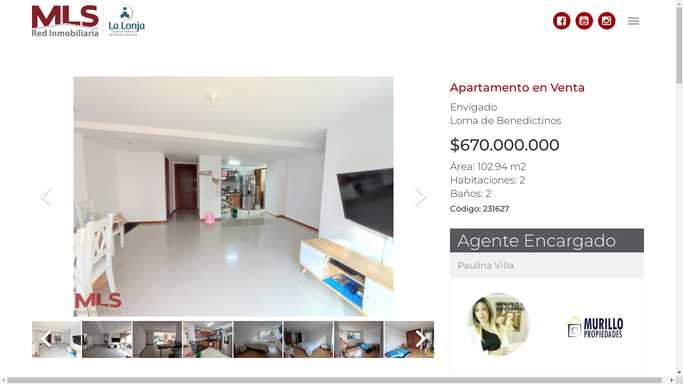 MLS
Red Inmobiliaria
La Lonja
Apartamento en Venta
Envigado
Loma de Benedictinos
$670.000.000
Área: 102.94 m2
Habitaciones: 2
Baños: 2
Código: 231627
Agente Encargado
Paulina Villa
MLS
MURILLO
PROPIEDADES